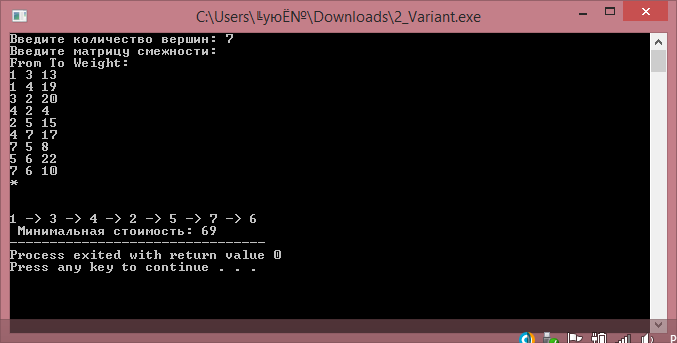 C:\Users\╚уюЁ№\Downloads\2_Variant.exe
Введите количество вершин: 7
Введите матрицу смежности:
From To Weight:
1 3 13
1 4 19
3 2 20
4 2 4
2 5 15
4 7 17
7 5 8
5 6 22
7 6 10
*
1 -> 3 -> 4 -> 2 -> 5 -> 7 -> 6
Минимальная стоимость: 69
--------------------------------
Process exited with return value 0
Press any key to continue . . .